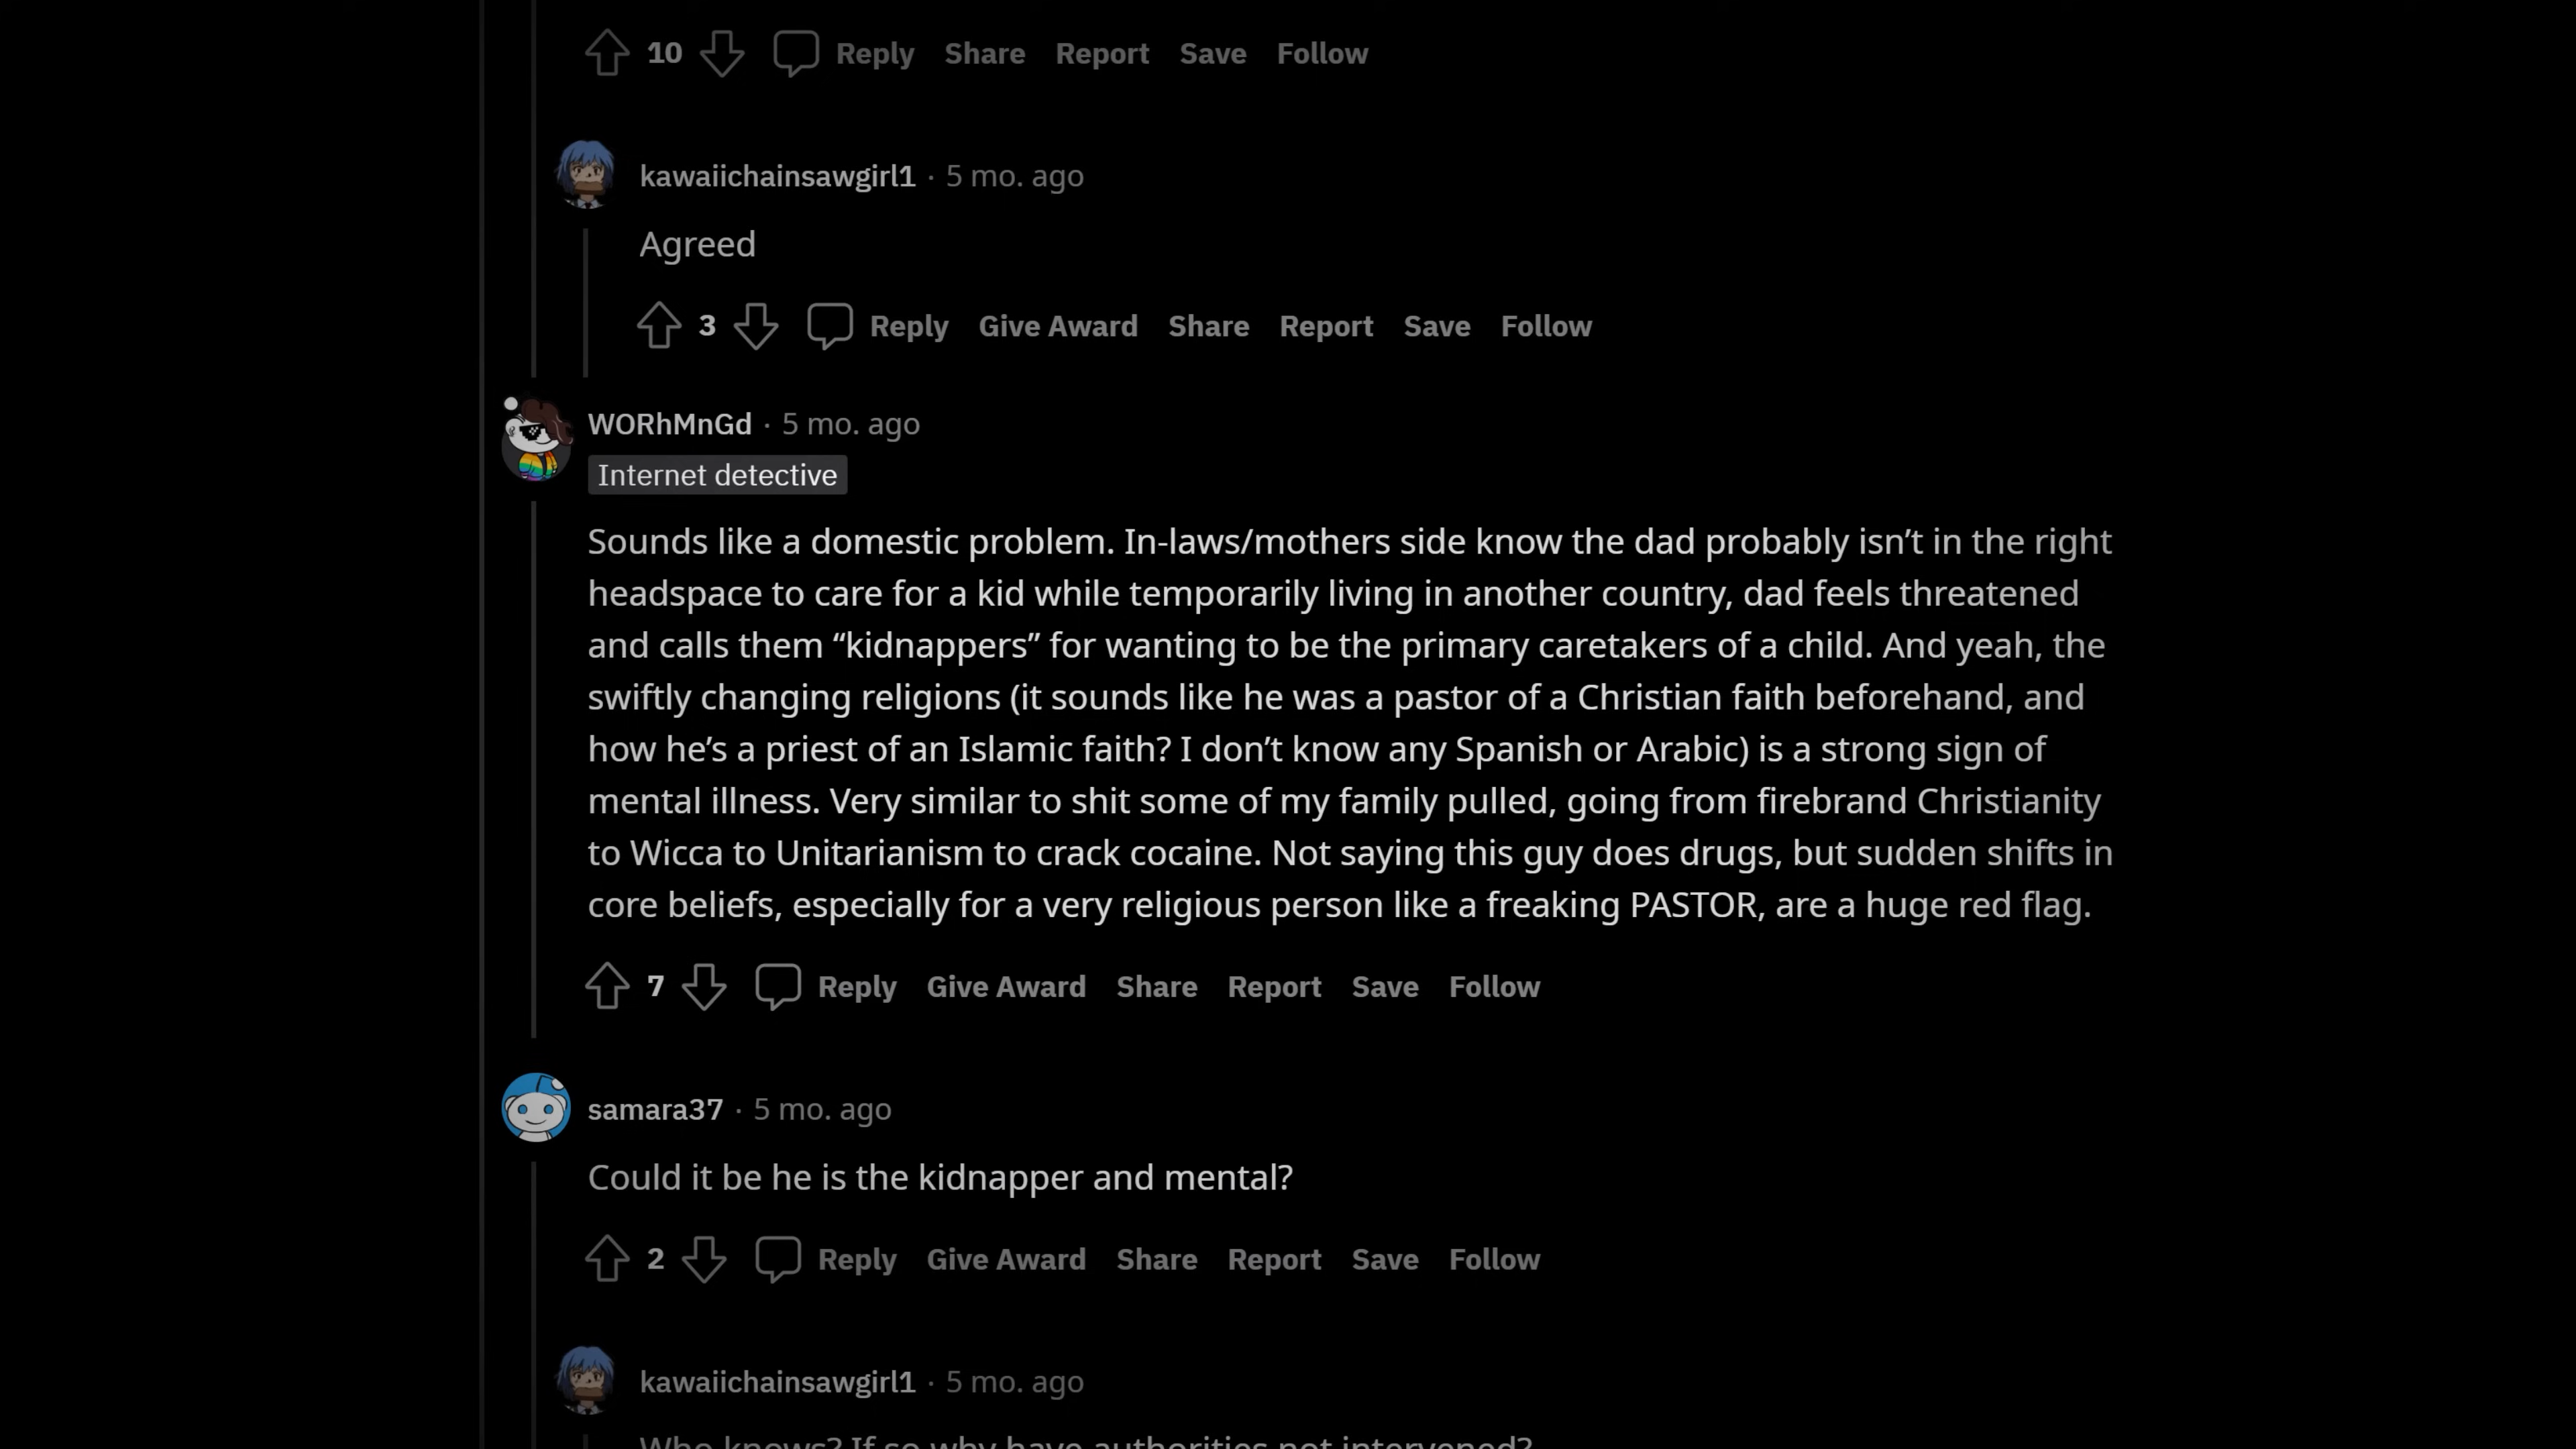 10 Reply Share Report Save Follow
kawaiichainsawgirl1 · 5 mo. ago
Agreed
3 Reply Give Award Share Report Save Follow
WORhMnGd · 5 mo. ago
Internet detective
Sounds like a domestic problem. In-laws/mothers side know the dad probably isn’t in the right
headspace to care for a kid while temporarily living in another country, dad feels threatened
and calls them “kidnappers” for wanting to be the primary caretakers of a child. And yeah, the
swiftly changing religions (it sounds like he was a pastor of a Christian faith beforehand, and
how he’s a priest of an Islamic faith? I don’t know any Spanish or Arabic) is a strong sign of
mental illness. Very similar to shit some of my family pulled, going from firebrand Christianity
to Wicca to Unitarianism to crack cocaine. Not saying this guy does drugs, but sudden shifts in
core beliefs, especially for a very religious person like a freaking PASTOR, are a huge red flag.
7 Reply Give Award Share Report Save Follow
samara37 · 5 mo. ago
Could it be he is the kidnapper and mental?
2 Reply Give Award Share Report Save Follow
kawaiichainsawgirl1 · 5 mo. ago
Who knows? If so why have authorities not intervened?